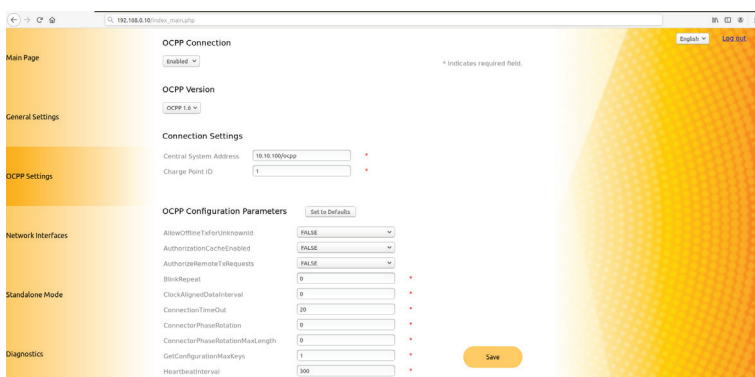 192.168.0.10/index_main.php
English
Log out
Main Page
General Settings
OCPP Settings
Network Interfaces
Standalone Mode
Diagnostics
OCPP Connection
Enabled
* Indicates required field.
OCPP Version
OCPP 1.6
Connection Settings
Central System Address 10.10.100/ocpp *
Charge Point ID 1 *
OCPP Configuration Parameters Set to Defaults
AllowOfflineTxForUnknownId FALSE
AuthorizationCacheEnabled FALSE
AuthorizeRemoteTxRequests FALSE
BlinkRepeat 0 *
ClockAlignedDataInterval 0 *
ConnectionTimeOut 20 *
ConnectorPhaseRotation 0 *
ConnectorPhaseRotationMaxLength 0 *
GetConfigurationMaxKeys 1 *
HeartbeatInterval 300 *
Save